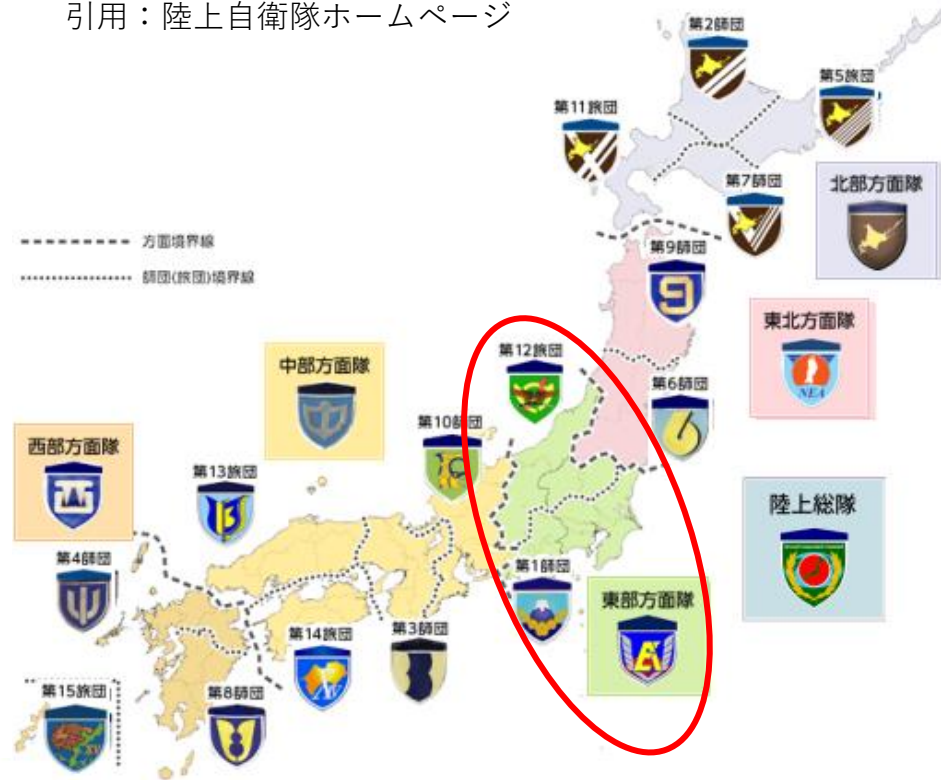 引用：陸上自衛隊ホームページ
第2師団
第5旅団
第11旅団
第7師団
北部方面隊
方面境界線
師団(旅団)境界線
第9師団
東北方面隊
NEA
第12旅団
中部方面隊
第6師団
第10師団
西部方面隊
第13旅団
陸上総隊
第4師団
第1師団
東部方面隊
第14旅団
第3師団
第15旅団
第8師団